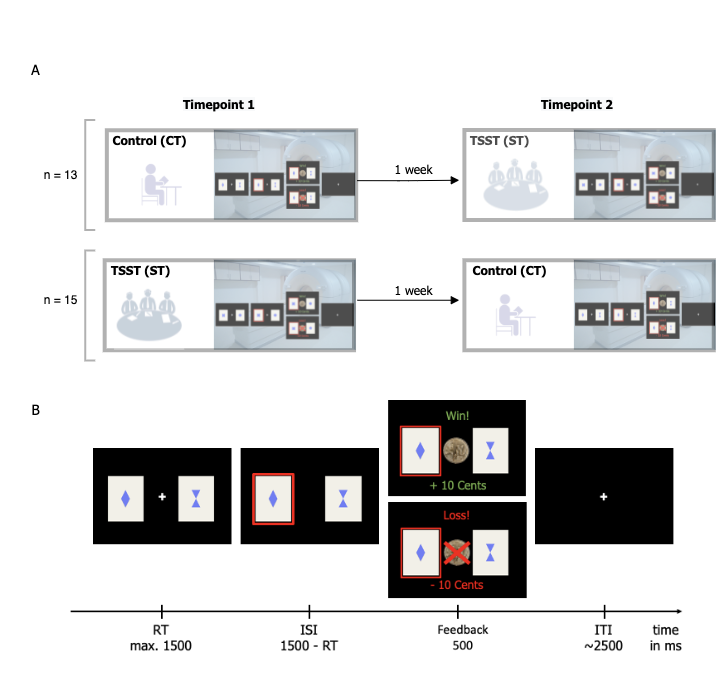 A
Timepoint 1
Timepoint 2
Control (CT)
TSST (ST)
n = 13
1 week
TSST (ST)
Control (CT)
n = 15
1 week
B
Win!
+ 10 Cents
Loss!
- 10 Cents
RT
max. 1500
ISI
1500 - RT
Feedback
500
ITI
~2500
time
in ms